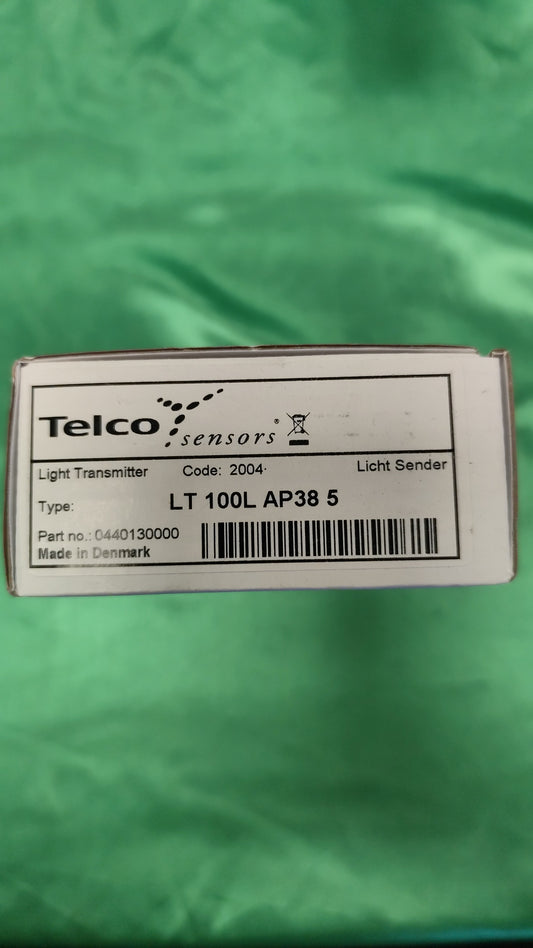 Telco sensors®
Light Transmitter Code: 2004 Licht Sender
Type: LT 100L AP38 5
Part no.: 0440130000
Made in Denmark